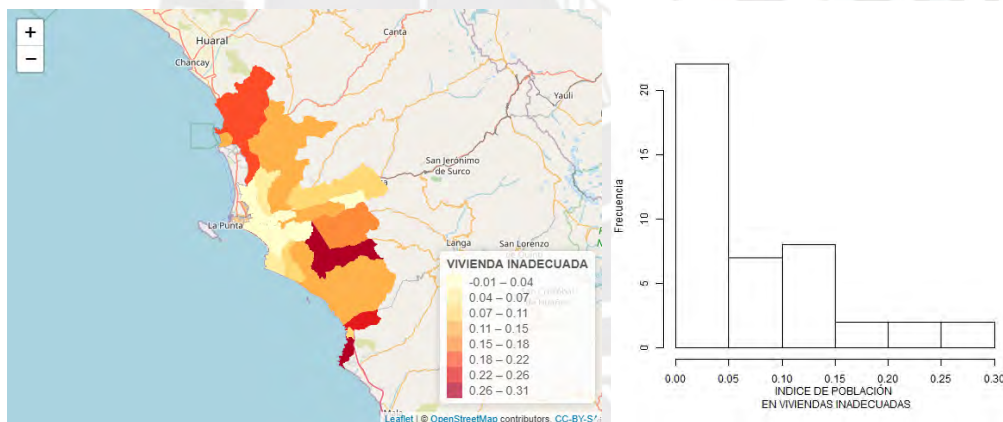 +
−
Huaral
Chancay
Canta
Yauli
San Jerónimo
de Surco
La Punta
Langa
San Lorenzo
VIVIENDA INADECUADA
-0.01 – 0.04
0.04 – 0.07
0.07 – 0.11
0.11 – 0.15
0.15 – 0.18
0.18 – 0.22
0.22 – 0.26
0.26 – 0.31
Leaflet | © OpenStreetMap contributors, CC-BY-SA
Frecuencia
20
15
10
5
0
0.00 0.05 0.10 0.15 0.20 0.25 0.30
INDICE DE POBLACIÓN
EN VIVIENDAS INADECUADAS